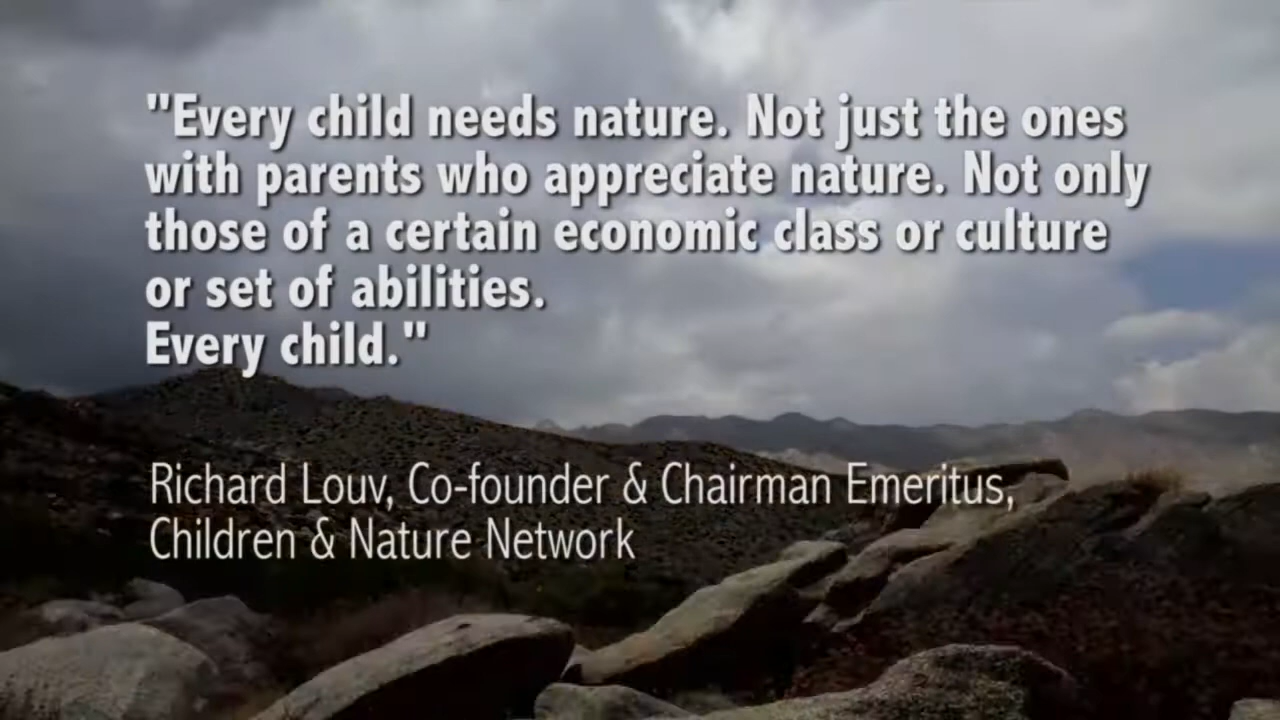 "Every child needs nature. Not just the ones
with parents who appreciate nature. Not only
those of a certain economic class or culture
or set of abilities.
Every child."
Richard Louv, Co-founder & Chairman Emeritus,
Children & Nature Network